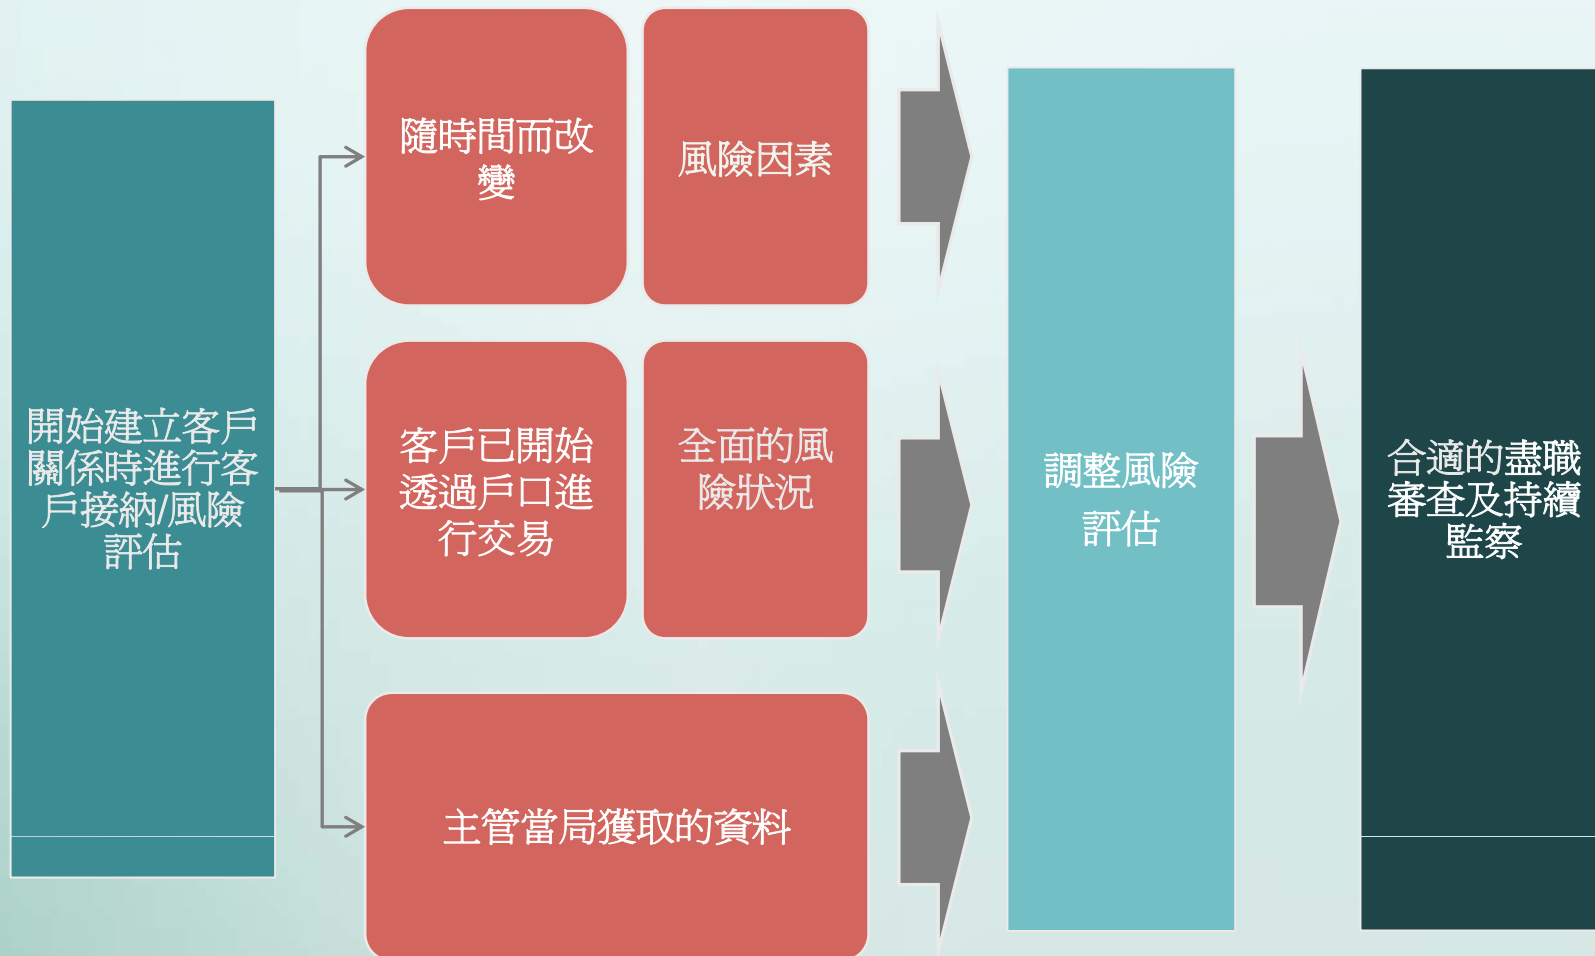 開始建立客戶
關係時進行客
戶接納/風險
評估
隨時間而改
變
風險因素
客戶已開始
透過戶口進
行交易
全面的風
險狀況
主管當局獲取的資料
調整風險
評估
合適的盡職
審查及持續
監察